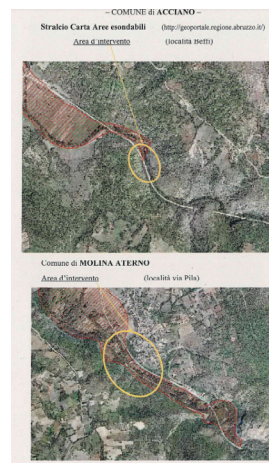 – COMUNE di ACCIANO –
Stralcio Carta Aree esondabili (http://geoportale.regione.abruzzo.it/)
Area d'intervento (località Beffi)
Comune di MOLINA ATERNO
Area d'intervento (località via Pila)